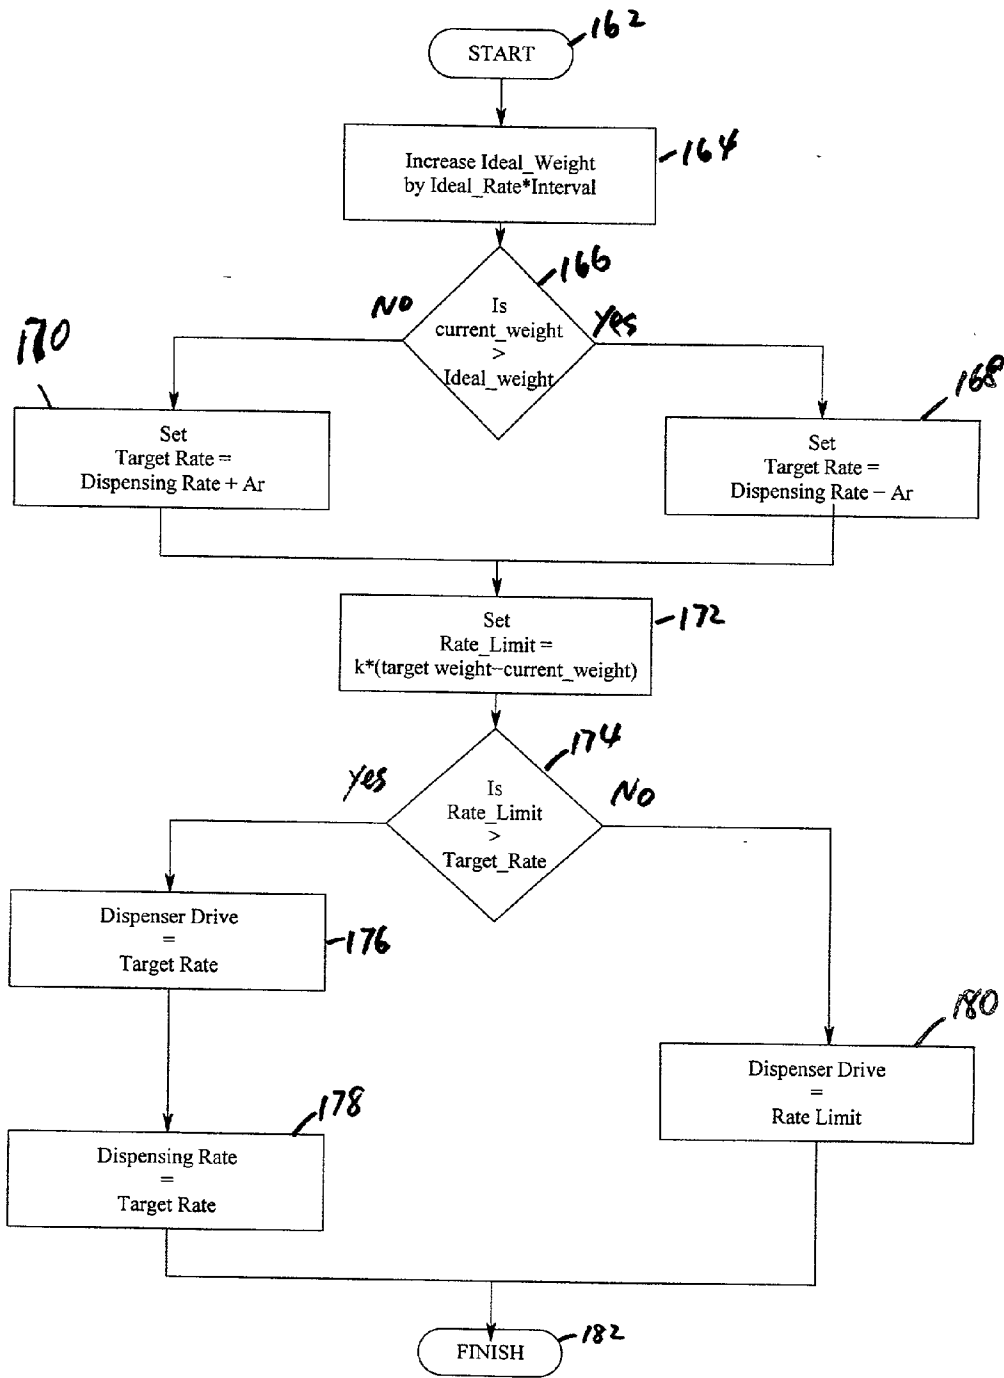 START
162
Increase Ideal_Weight
by Ideal_Rate*Interval
164
166
NO
Is
current_weight
>
Ideal_weight
Yes
170
Set
Target Rate =
Dispensing Rate + Ar
168
Set
Target Rate =
Dispensing Rate − Ar
Set
Rate_Limit =
k*(target weight−current_weight)
172
174
Yes
Is
Rate_Limit
>
Target_Rate
NO
Dispenser Drive
=
Target Rate
176
180
Dispenser Drive
=
Rate Limit
178
Dispensing Rate
=
Target Rate
FINISH
182